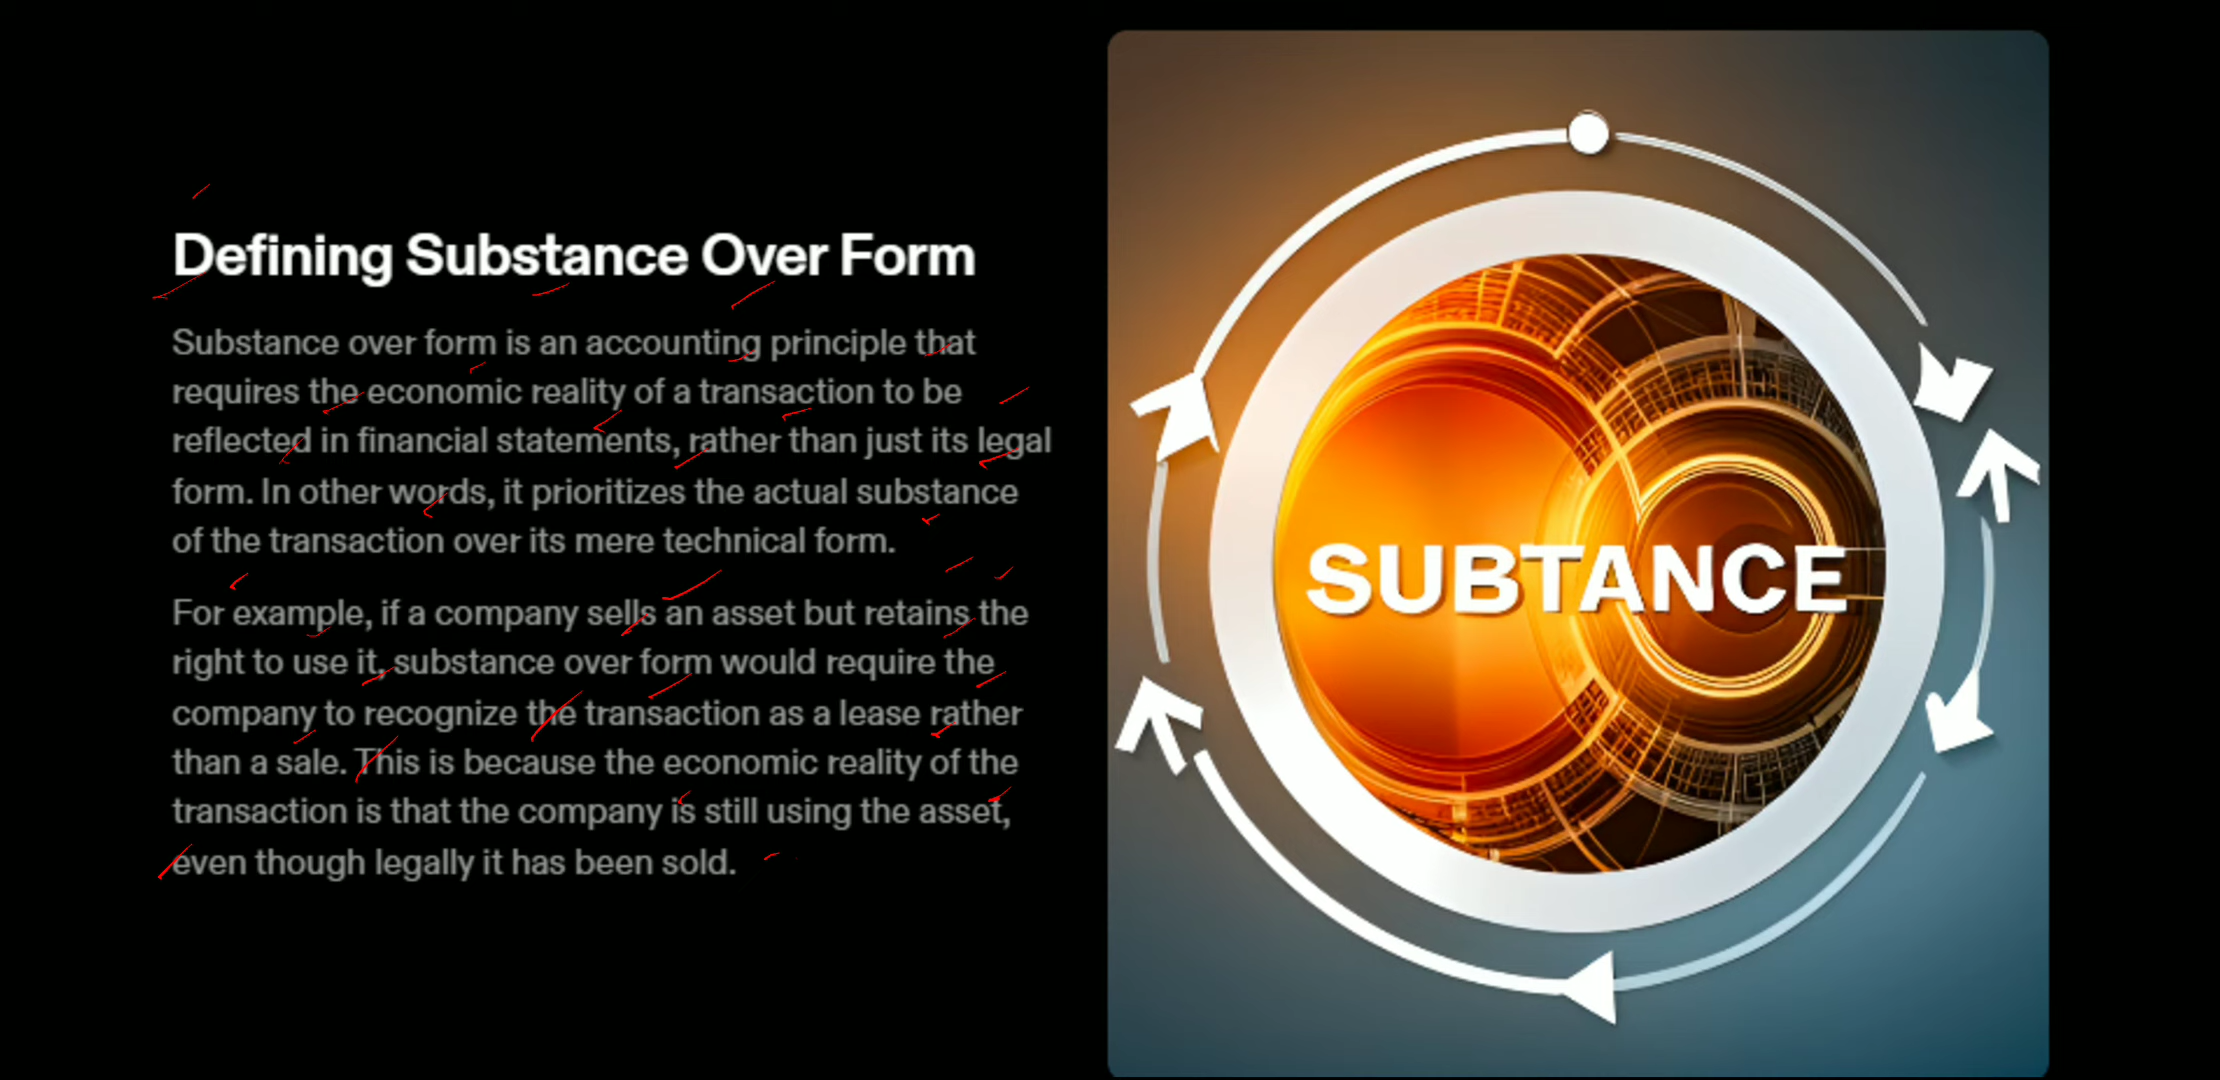 Defining Substance Over Form
Substance over form is an accounting principle that
requires the economic reality of a transaction to be
reflected in financial statements, rather than just its legal
form. In other words, it prioritizes the actual substance
of the transaction over its mere technical form.
For example, if a company sells an asset but retains the
right to use it, substance over form would require the
company to recognize the transaction as a lease rather
than a sale. This is because the economic reality of the
transaction is that the company is still using the asset,
even though legally it has been sold.
SUBTANCE